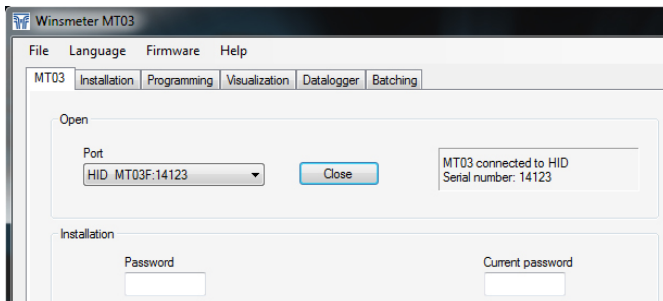 Winsmeter MT03
File Language Firmware Help
MT03 Installation Programming Visualization Datalogger Batching
Open
Port
HID MT03F:14123 Close
MT03 connected to HID
Serial number: 14123
Installation
Password Current password